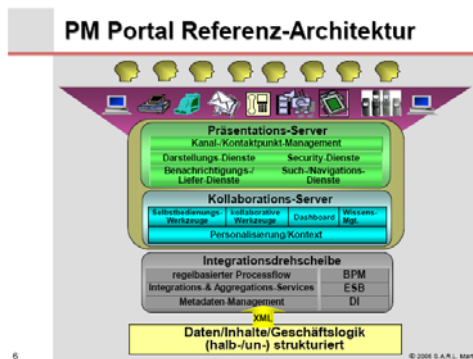 PM Portal Referenz-Architektur
Präsentations-Server
Kanal-/Kontaktpunkt-Management
Darstellungs-Dienste Security-Dienste
Benachrichtigungs-/ Such-/Navigations-
Liefer-Dienste Dienste
Kollaborations-Server
Selbstbedienungs- kollaborative Dashboard Wissens-
Werkzeuge Werkzeuge Mgt.
Personalisierung/Kontext
Integrationsdrehscheibe
regelbasierter Processflow BPM
Integrations-& Aggregations-Services ESB
Metadaten-Management DI
XML
Daten/Inhalte/Geschäftslogik
(halb-/un-) strukturiert
6 © 2006 S.A.R.L. Mart